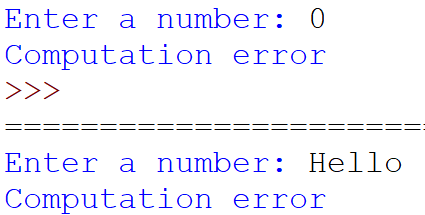 Enter a number: 0
Computation error
>>>
=======================
Enter a number: Hello
Computation error